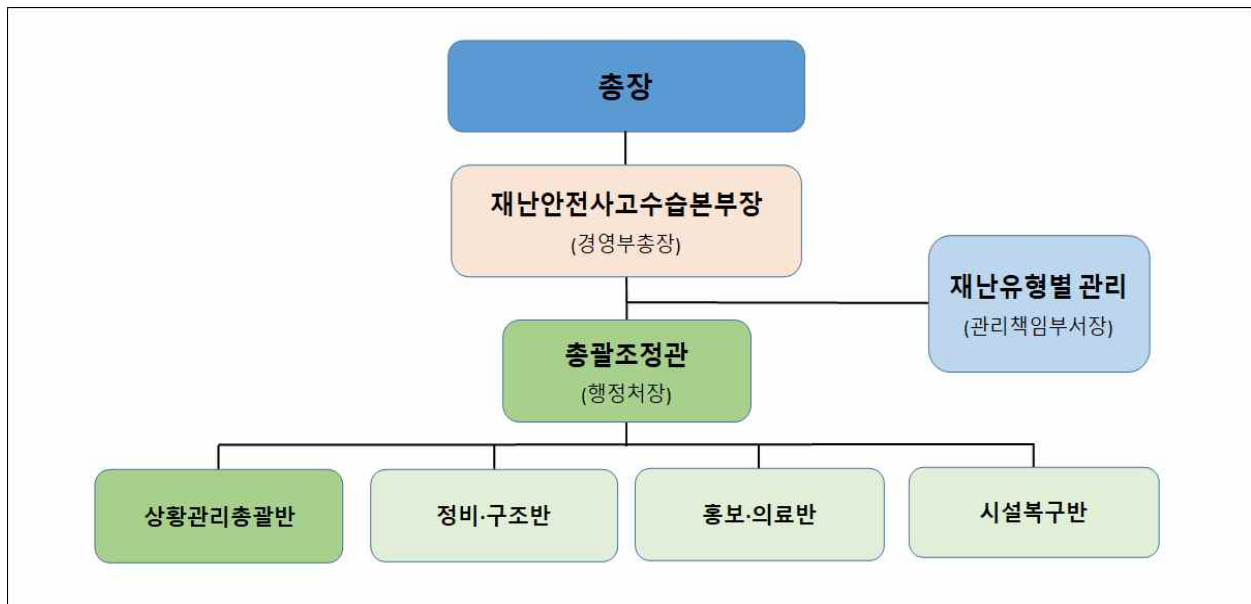 총장
재난안전사고수습본부장
(경영부총장)
재난유형별 관리
(관리책임부서장)
총괄조정관
(행정처장)
상황관리총괄반
정비·구조반
홍보·의료반
시설복구반